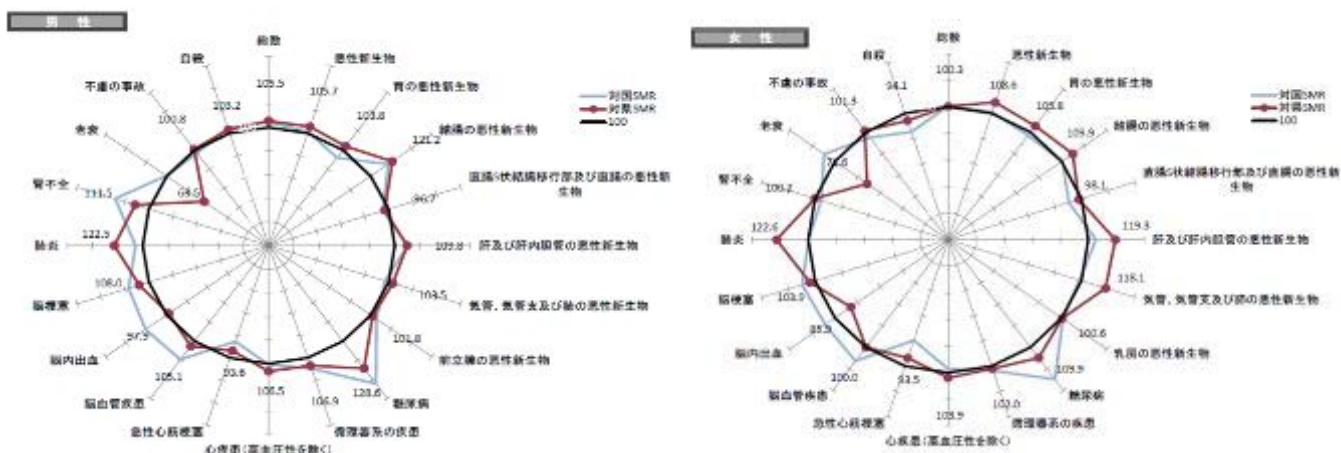 男 性
総数
105.5
悪性新生物
105.7
胃の悪性新生物
103.8
結腸の悪性新生物
121.2
直腸S状結腸移行部及び直腸の悪性新
生物
96.7
肝及び肝内胆管の悪性新生物
109.8
気管、気管支及び肺の悪性新生物
103.5
前立腺の悪性新生物
101.8
糖尿病
128.6
循環器系の疾患
106.9
心疾患(高血圧性を除く)
106.5
急性心筋梗塞
93.6
脳血管疾患
105.1
脳内出血
97.9
脳梗塞
108.0
肺炎
122.5
腎不全
111.5
老衰
69.5
不慮の事故
100.8
自殺
103.2
対国SMR
対県SMR
100
女 性
総数
100.3
悪性新生物
108.6
胃の悪性新生物
結腸の悪性新生物
109.9
直腸S状結腸移行部及び直腸の悪性新
生物
98.1
肝及び肝内胆管の悪性新生物
119.3
気管、気管支及び肺の悪性新生物
118.1
乳房の悪性新生物
100.6
糖尿病
109.9
循環器系の疾患
心疾患(高血圧性を除く)
103.9
急性心筋梗塞
93.5
脳血管疾患
100.0
脳内出血
脳梗塞
肺炎
122.6
腎不全
100.2
老衰
不慮の事故
101.3
自殺
94.1
対国SMR
対県SMR
100